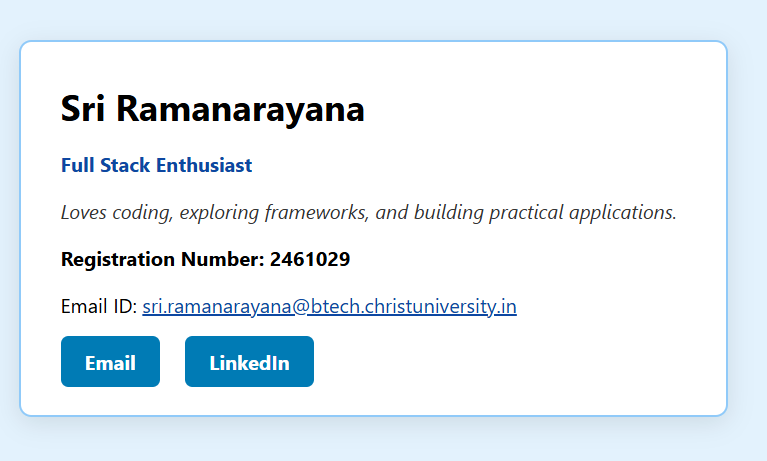 Sri Ramanarayana
Full Stack Enthusiast
Loves coding, exploring frameworks, and building practical applications.
Registration Number: 2461029
Email ID: sri.ramanarayana@btech.christuniversity.in
Email LinkedIn